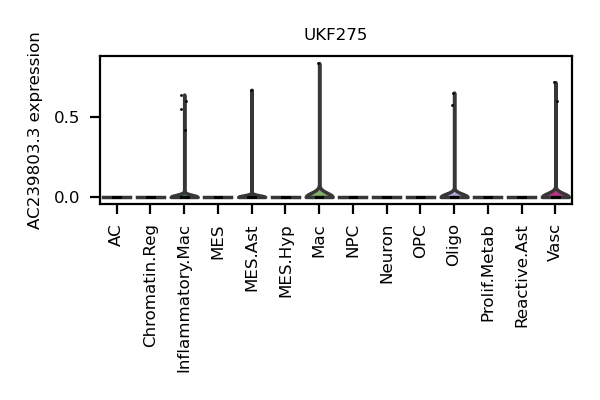 UKF275
AC239803.3 expression
0.5
0.0
AC
Chromatin.Reg
Inflammatory.Mac
MES
MES.Ast
MES.Hyp
Mac
NPC
Neuron
OPC
Oligo
Prolif.Metab
Reactive.Ast
Vasc